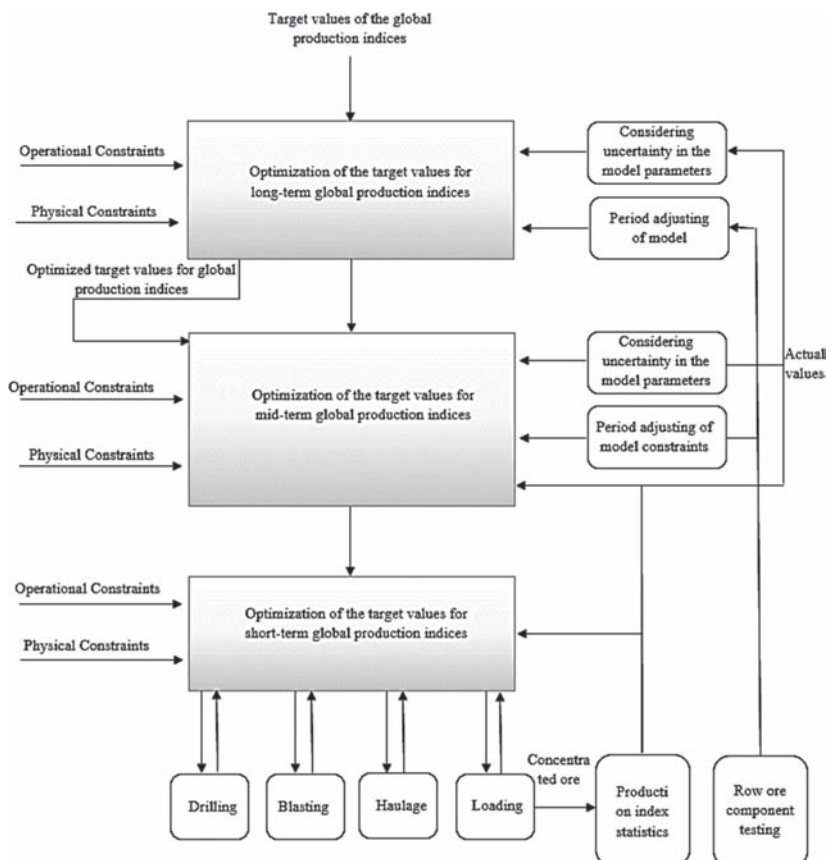 Target values of the global
production indices
Operational Constraints
Physical Constraints
Optimization of the target values for
long-term global production indices
Considering
uncertainty in the
model parameters
Period adjusting
of model
Optimized target values for global
production indices
Operational Constraints
Physical Constraints
Optimization of the target values for
mid-term global production indices
Considering
uncertainty in the
model parameters
Period adjusting of
model constraints
Actuall
values
Operational Constraints
Physical Constraints
Optimization of the target values for
short-term global production indices
Drilling
Blasting
Haulage
Loading
Concentra
ted ore
Producti
on index
statistics
Row ore
component
testing